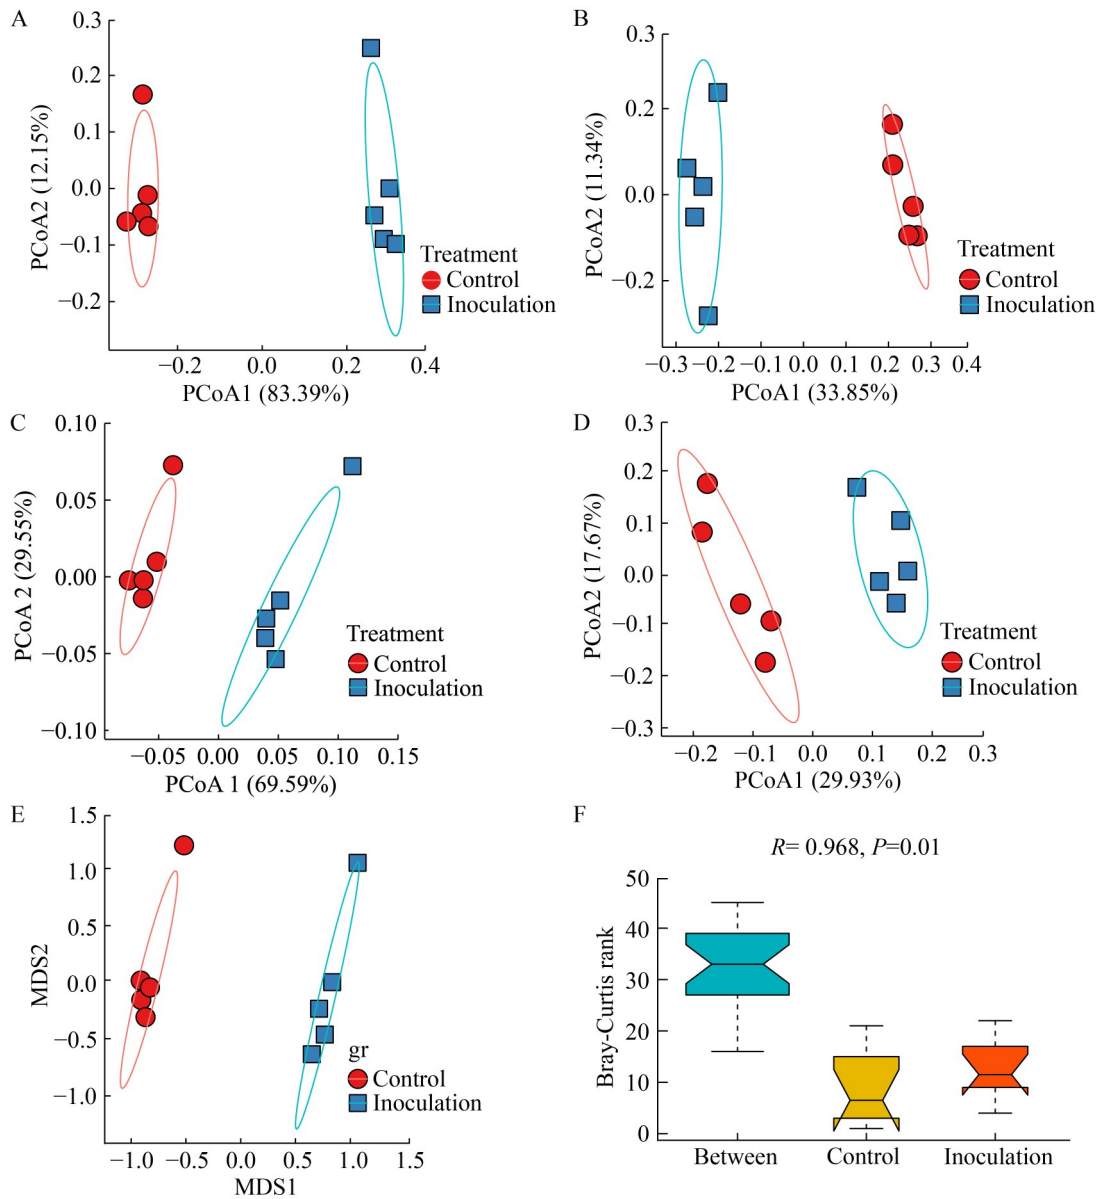 A
0.3
0.2
0.1
0.0
−0.1
−0.2
PCoA2 (12.15%)
−0.2
0.0
0.2
0.4
PCoA1 (83.39%)
Treatment
Control
Inoculation
B
0.3
0.2
0.0
−0.2
PCoA2 (11.34%)
−0.3
−0.2
−0.1
0.0
0.1
0.2
0.3
0.4
PCoA1 (33.85%)
Treatment
Control
Inoculation
C
0.10
0.05
0.00
−0.05
−0.10
PCoA 2 (29.55%)
−0.05
0.00
0.05
0.10
0.15
PCoA 1 (69.59%)
Treatment
Control
Inoculation
D
0.3
0.2
0.1
0.0
−0.1
−0.2
−0.3
PCoA2 (17.67%)
−0.2
−0.1
0.0
0.1
0.2
0.3
PCoA1 (29.93%)
Treatment
Control
Inoculation
E
1.5
1.0
0.5
0.0
−0.5
−1.0
MDS2
−1.0
−0.5
0.0
0.5
1.0
1.5
MDS1
gr
Control
Inoculation
F
R= 0.968, P=0.01
50
40
30
20
10
0
Bray-Curtis rank
Between
Control
Inoculation